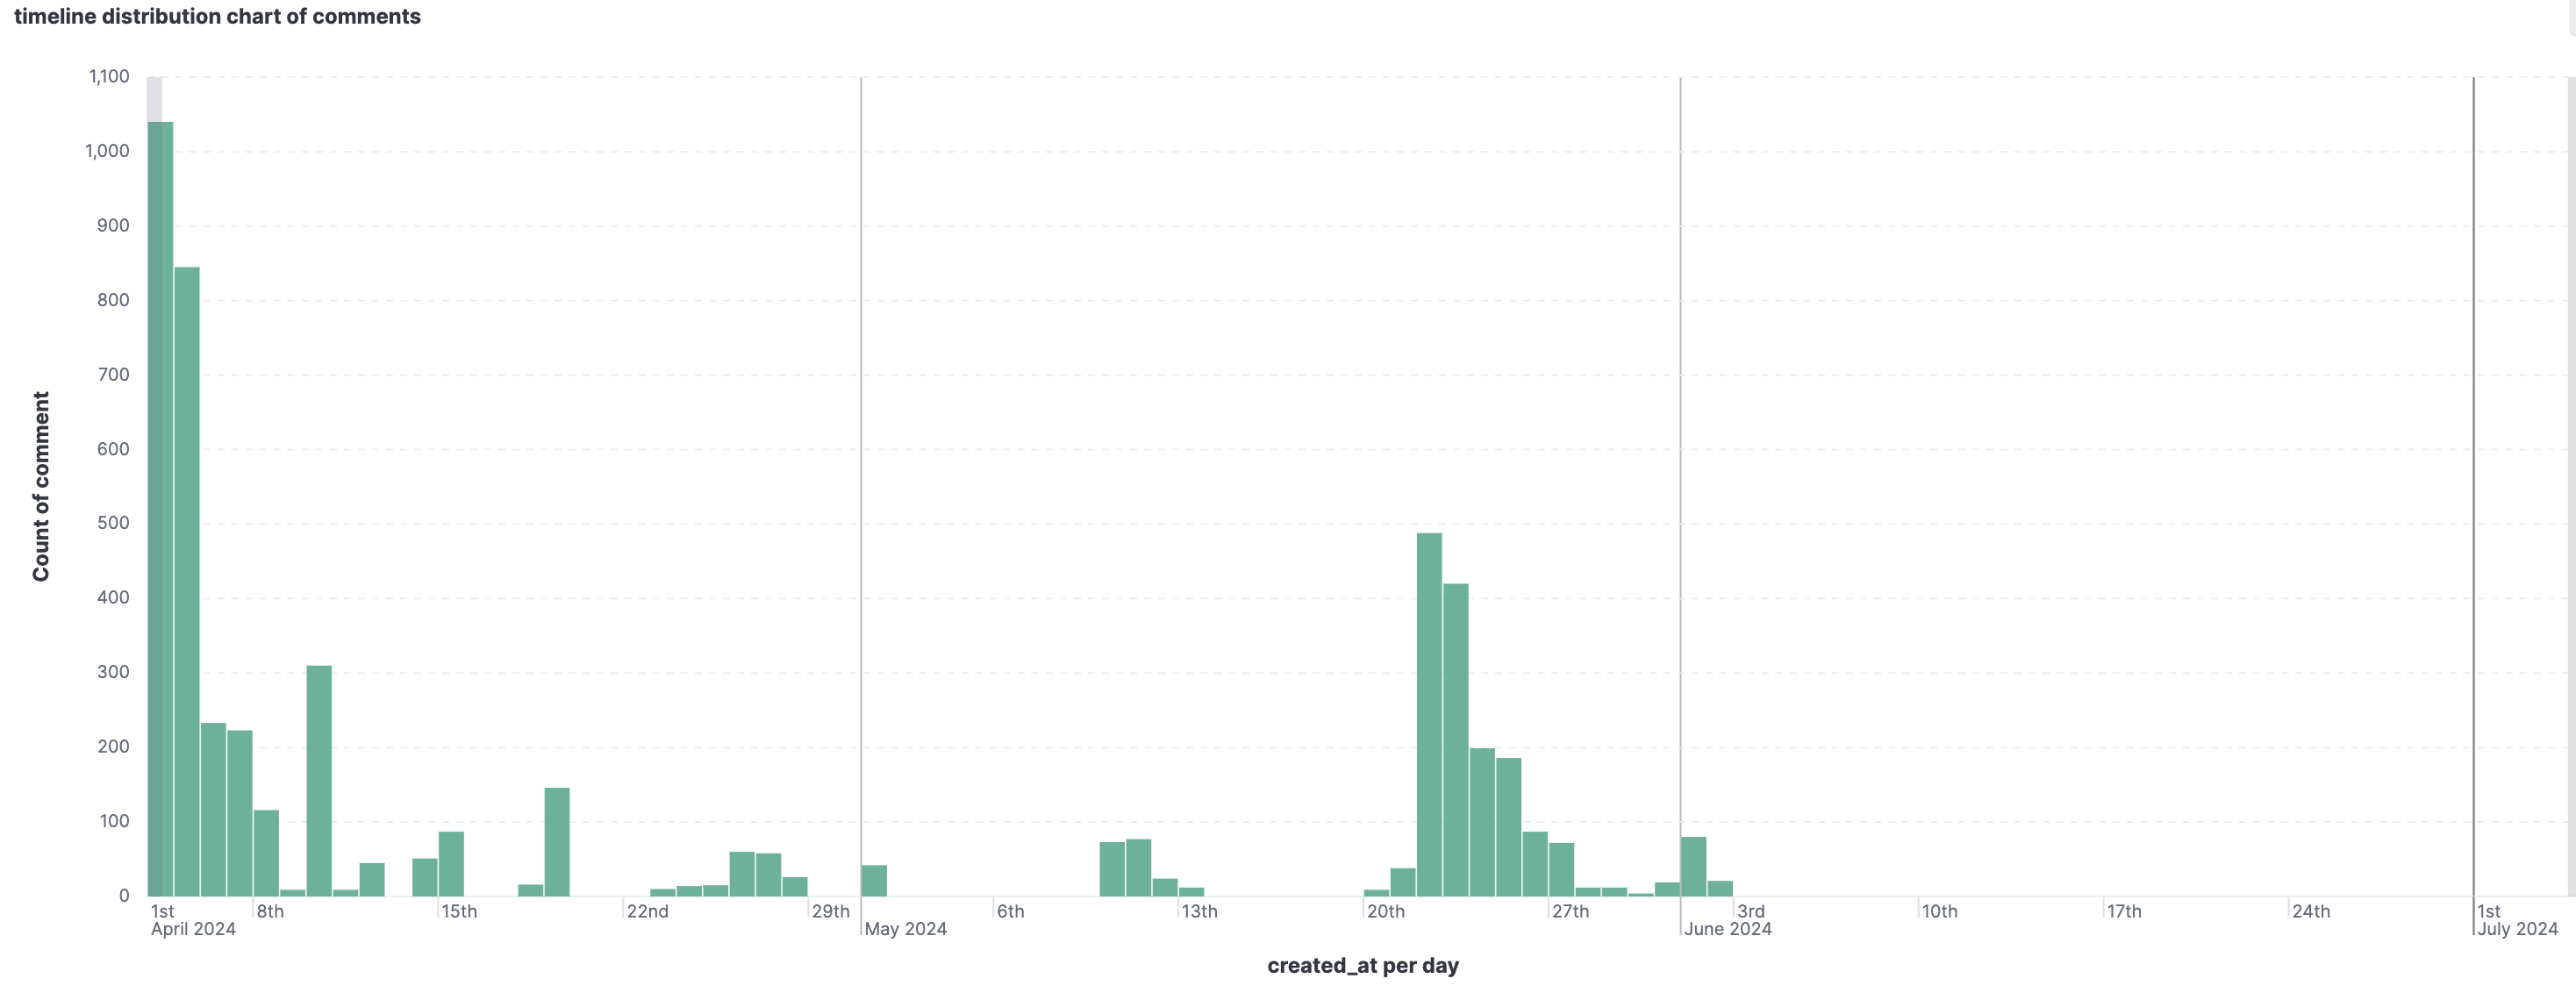 timeline distribution chart of comments
1,100
1,000
900
800
700
600
500
400
300
200
100
0
Count of comment
1st 8th 15th 22nd 29th 6th 13th 20th 27th 3rd 10th 17th 24th 1st
April 2024 May 2024 June 2024 July 2024
created_at per day